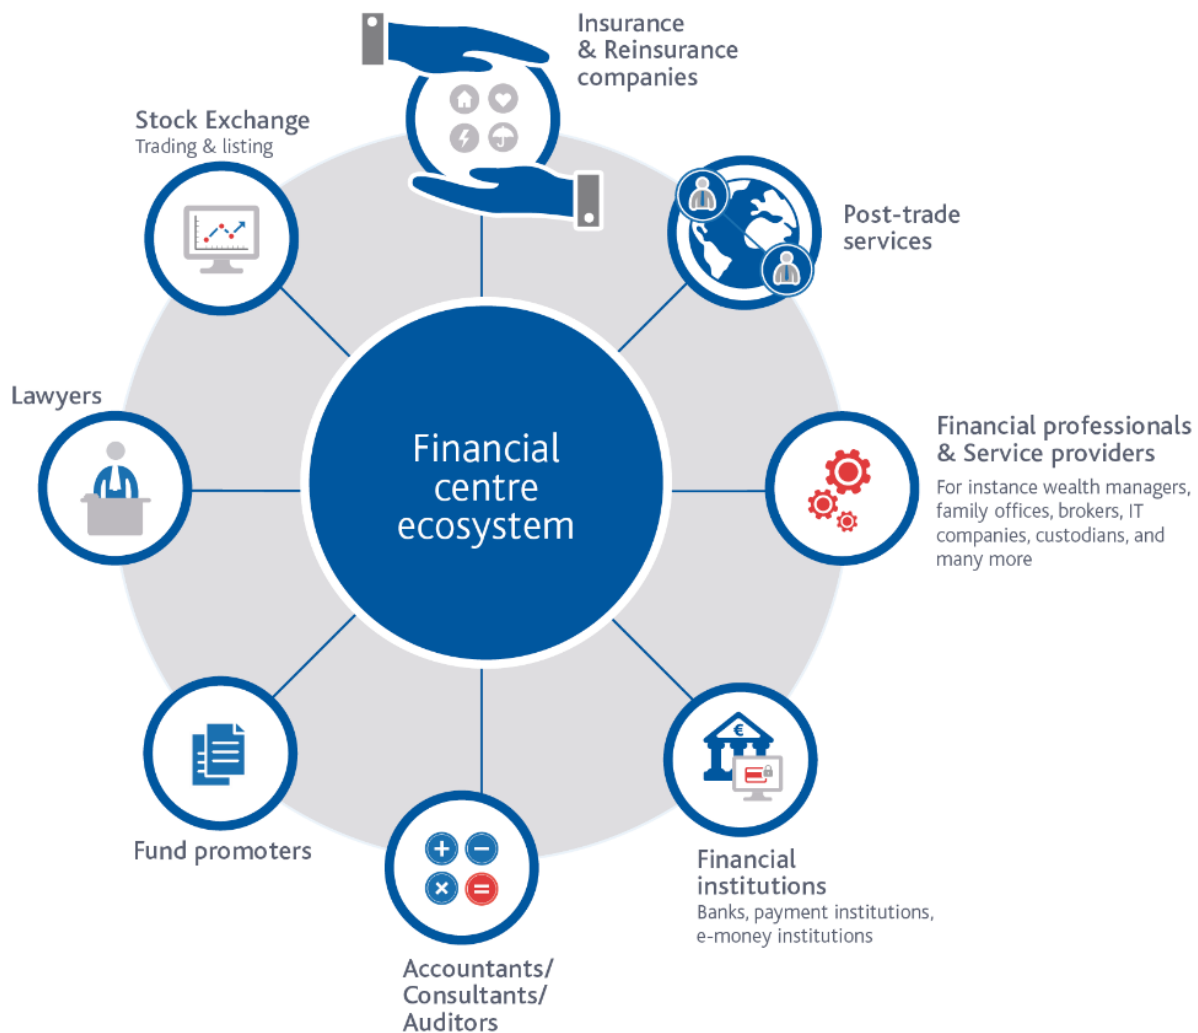 Insurance
& Reinsurance
companies
Stock Exchange
Trading & listing
Post-trade
services
Lawyers
Financial
centre
ecosystem
Financial professionals
& Service providers
For instance wealth managers,
family offices, brokers, IT
companies, custodians, and
many more
Fund promoters
€
Financial
institutions
Banks, payment institutions,
e-money institutions
+ −
× =
Accountants/
Consultants/
Auditors